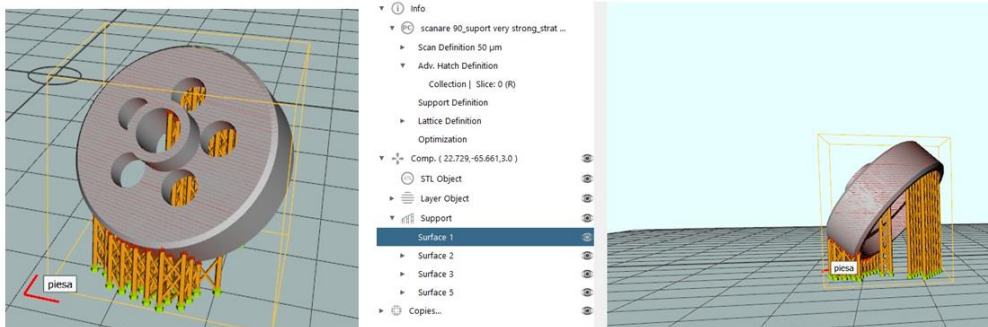 piesa
Info
PC scanare 90_suport very strong_strat ...
Scan Definition 50 µm
Adv. Hatch Definition
Collection | Slice: 0 (R)
Support Definition
Lattice Definition
Optimization
Comp. ( 22.729,-65.661,3.0 )
STL Object
Layer Object
Support
Surface 1
Surface 2
Surface 3
Surface 5
Copies...
piesa